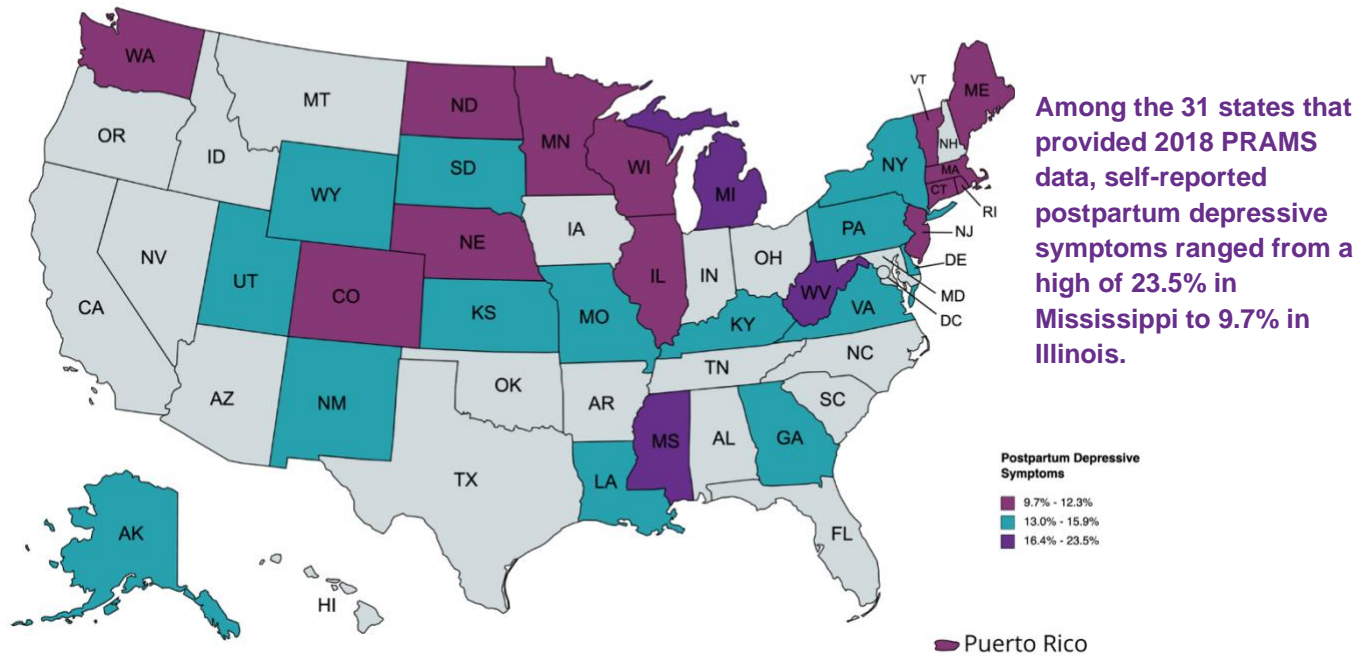 WA
MT
ND
MN
VT
ME
OR
ID
WY
SD
WI
MI
NY
NH
MA
CT
RI
NV
UT
CO
NE
IA
IL
IN
OH
PA
NJ
DE
MD
DC
CA
KS
MO
KY
WV
VA
AZ
NM
OK
AR
TN
NC
SC
TX
LA
MS
AL
GA
FL
AK
HI
Puerto Rico
Among the 31 states that
provided 2018 PRAMS
data, self-reported
postpartum depressive
symptoms ranged from a
high of 23.5% in
Mississippi to 9.7% in
Illinois.
Postpartum Depressive
Symptoms
9.7% - 12.3%
13.0% - 15.9%
16.4% - 23.5%